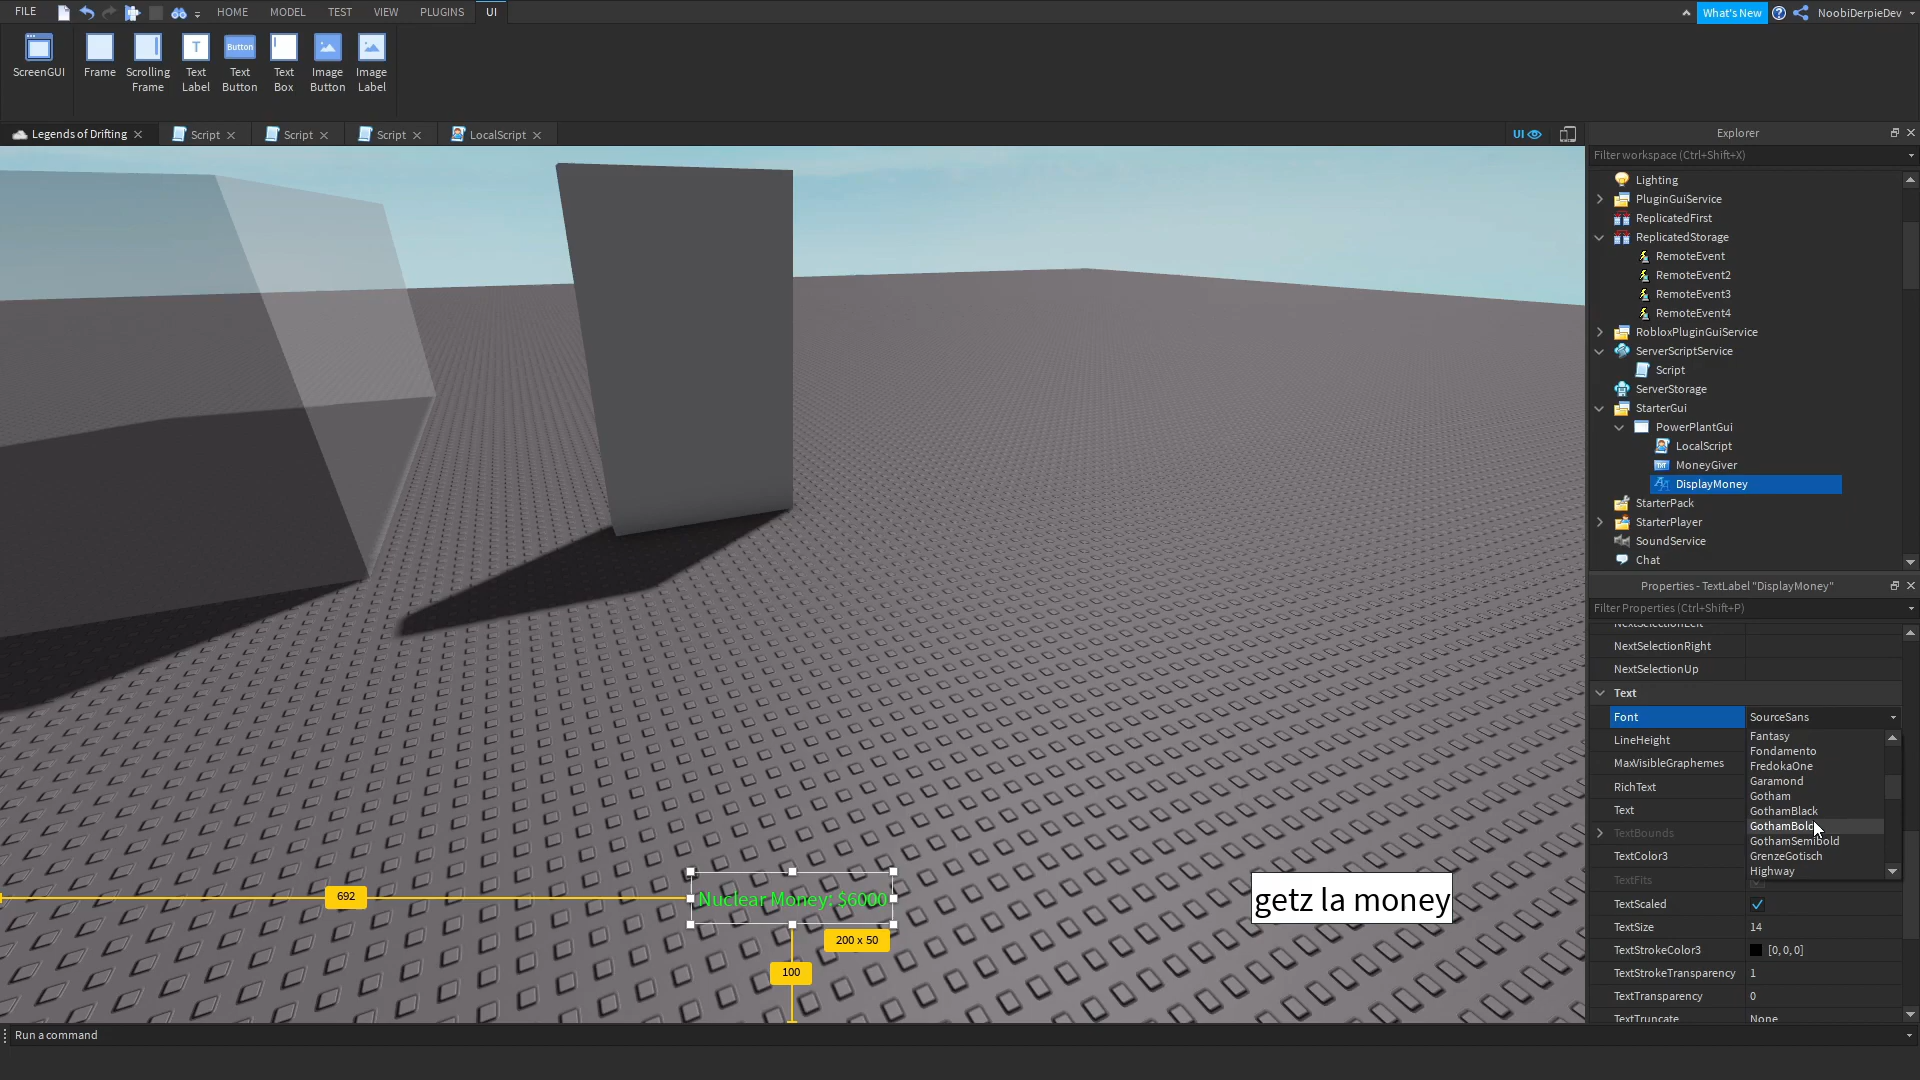 FILE
HOME
MODEL
TEST
VIEW
PLUGINS
UI
What's New
NoobiDerpieDev
ScreenGUI
Frame
Scrolling
Frame
T
Text
Label
Button
Text
Button
Text
Box
Image
Button
Image
Label
Legends of Drifting
Script
Script
Script
LocalScript
UI
Explorer
Filter workspace (Ctrl+Shift+X)
Lighting
PluginGuiService
ReplicatedFirst
ReplicatedStorage
RemoteEvent
RemoteEvent2
RemoteEvent3
RemoteEvent4
RobloxPluginGuiService
ServerScriptService
Script
ServerStorage
StarterGui
PowerPlantGui
LocalScript
MoneyGiver
DisplayMoney
StarterPack
StarterPlayer
SoundService
Chat
Properties - TextLabel "DisplayMoney"
Filter Properties (Ctrl+Shift+P)
NextSelectionLeft
NextSelectionRight
NextSelectionUp
Text
Font SourceSans
LineHeight
MaxVisibleGraphemes
RichText
Text
TextBounds
TextColor3
TextFits
TextScaled
TextSize 14
TextStrokeColor3 [0, 0, 0]
TextStrokeTransparency 1
TextTransparency 0
TextTruncate None
Fantasy
Fondamento
FredokaOne
Garamond
Gotham
GothamBlack
GothamBold
GothamSemibold
GrenzeGotisch
Highway
692
Nuclear Money: $6000
200 x 50
100
getz la money
Run a command